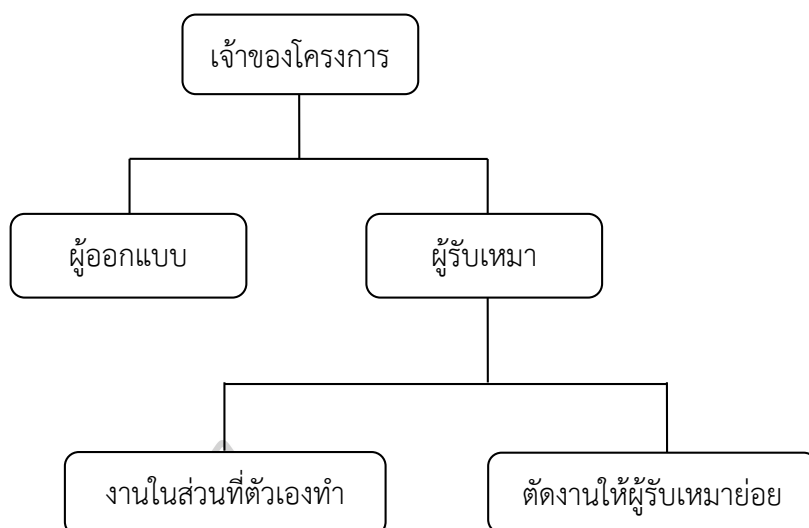 เจ้าของโครงการ
ผู้ออกแบบ
ผู้รับเหมา
งานในส่วนที่ตัวเองทำ
ตัดงานให้ผู้รับเหมาย่อย